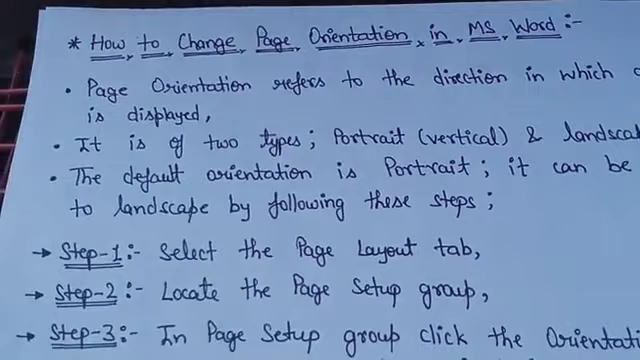 * How to Change Page Orientation in MS Word :-
• Page Orientation refers to the direction in which
is displayed,
• It is of two types; Portrait (vertical) &
• The default orientation is Portrait; it can be
to landscape by following these steps;
→ Step-1:- Select the Page Layout tab,
→ Step-2:- Locate the Page Setup group,
→ Step-3:- In Page Setup group click the